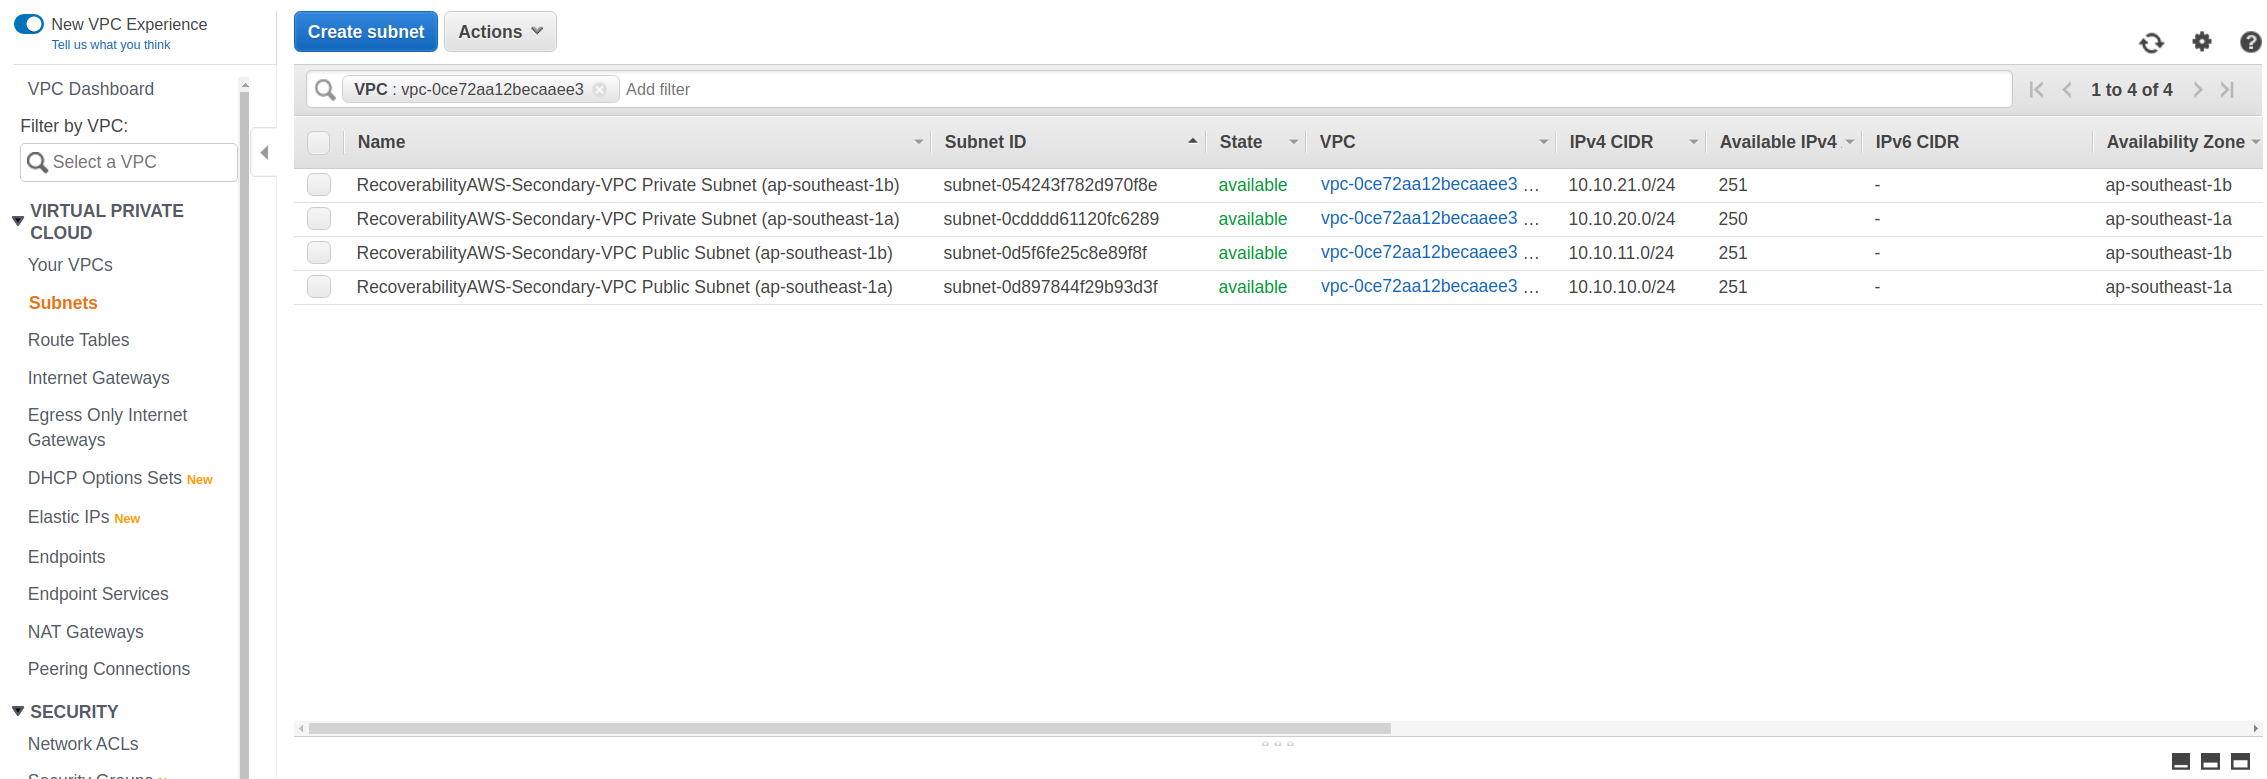 New VPC Experience
Tell us what you think
VPC Dashboard
Filter by VPC:
Select a VPC
VIRTUAL PRIVATE
CLOUD
Your VPCs
Subnets
Route Tables
Internet Gateways
Egress Only Internet
Gateways
DHCP Options Sets New
Elastic IPs New
Endpoints
Endpoint Services
NAT Gateways
Peering Connections
SECURITY
Network ACLs
Create subnet Actions
VPC : vpc-0ce72aa12becaaee3 Add filter 1 to 4 of 4
Name Subnet ID State VPC IPv4 CIDR Available IPv4 IPv6 CIDR Availability Zone
RecoverabilityAWS-Secondary-VPC Private Subnet (ap-southeast-1b) subnet-054243f782d970f8e available vpc-0ce72aa12becaaee3 ... 10.10.21.0/24 251 - ap-southeast-1b
RecoverabilityAWS-Secondary-VPC Private Subnet (ap-southeast-1a) subnet-0cdddd61120fc6289 available vpc-0ce72aa12becaaee3 ... 10.10.20.0/24 250 - ap-southeast-1a
RecoverabilityAWS-Secondary-VPC Public Subnet (ap-southeast-1b) subnet-0d5f6fe25c8e89f8f available vpc-0ce72aa12becaaee3 ... 10.10.11.0/24 251 - ap-southeast-1b
RecoverabilityAWS-Secondary-VPC Public Subnet (ap-southeast-1a) subnet-0d897844f29b93d3f available vpc-0ce72aa12becaaee3 ... 10.10.10.0/24 251 - ap-southeast-1a